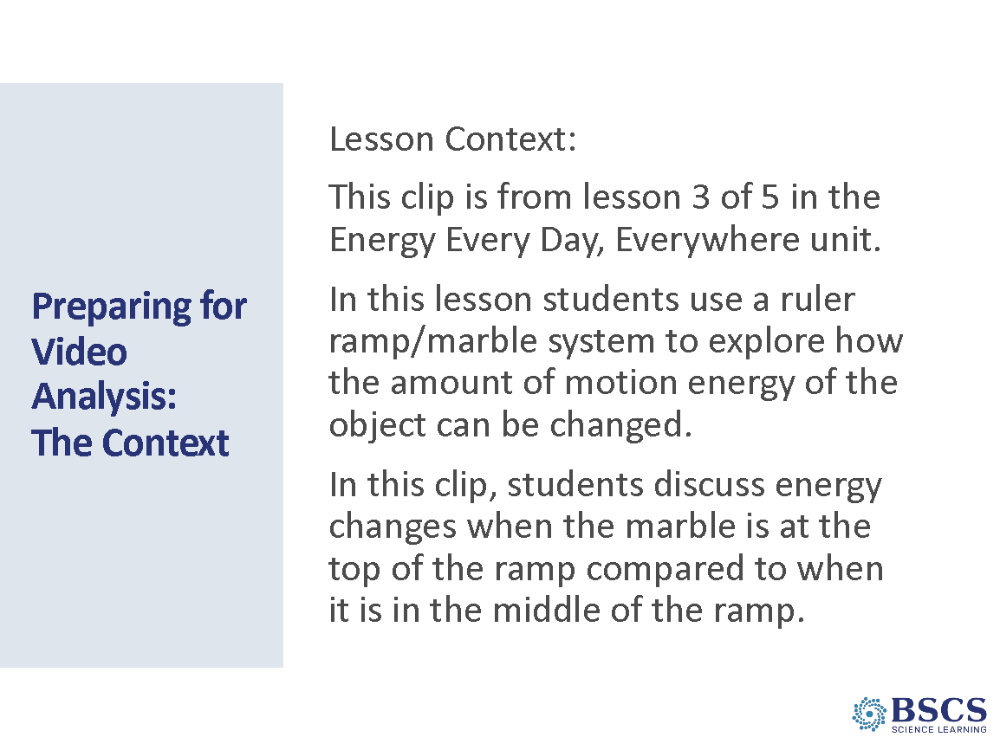 Preparing for
Video
Analysis:
The Context
Lesson Context:
This clip is from lesson 3 of 5 in the
Energy Every Day, Everywhere unit.
In this lesson students use a ruler
ramp/marble system to explore how
the amount of motion energy of the
object can be changed.
In this clip, students discuss energy
changes when the marble is at the
top of the ramp compared to when
it is in the middle of the ramp.
BSCS
SCIENCE LEARNING